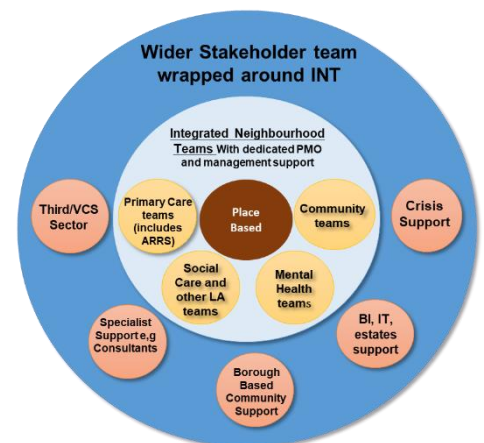 Wider Stakeholder team
wrapped around INT
Integrated Neighbourhood
Teams With dedicated PMO
and management support
Third/VCS
Sector
Primary Care
teams
(includes
ARRS)
Place
Based
Community
teams
Crisis
Support
Social
Care and
other LA
teams
Mental
Health
teams
Specialist
Support e,g
Consultants
BI, IT,
estates
support
Borough
Based
Community
Support